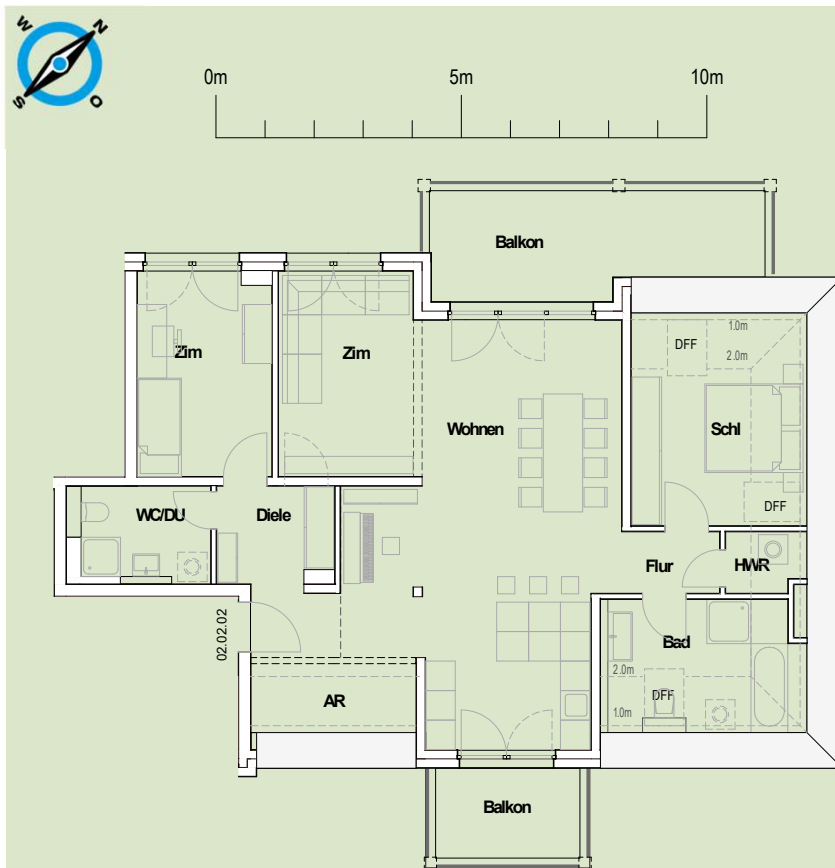 W N
S O
0m 5m 10m
Balkon
1.0m
DFF
2.0m
Zim Zim
Wohnen Schl
DFF
WC/DU Diele
Flur HWR
02.02.02
Bad
2.0m
DFF
AR
1.0m
Balkon